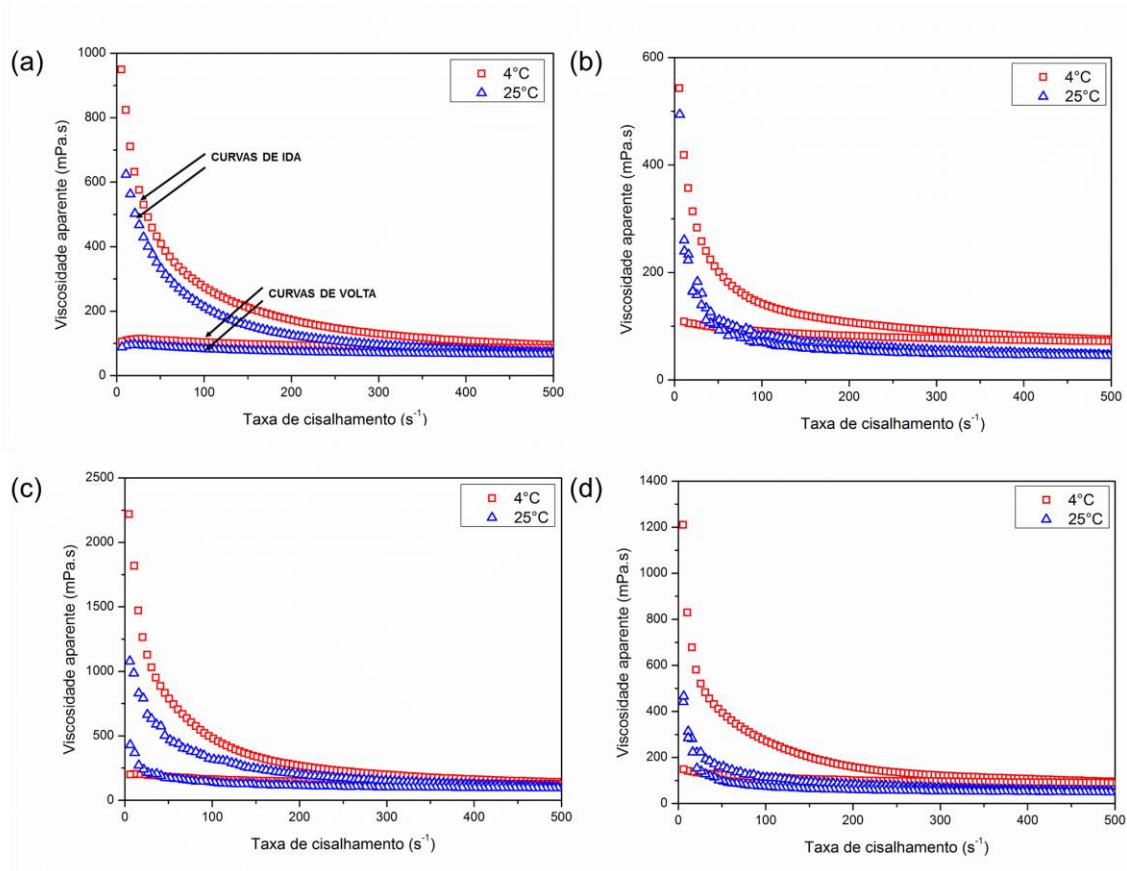 (a)
1000
800
600
400
200
0
Viscosidade aparente (mPa.s)
4°C
25°C
CURVAS DE IDA
CURVAS DE VOLTA
0 100 200 300 400 500
Taxa de cisalhamento (s⁻¹)
(b)
600
400
200
0
Viscosidade aparente (mPa.s)
4°C
25°C
0 100 200 300 400 500
Taxa de cisalhamento (s⁻¹)
(c)
2500
2000
1500
1000
500
0
Viscosidade aparente (mPa.s)
4°C
25°C
0 100 200 300 400 500
Taxa de cisalhamento (s⁻¹)
(d)
1400
1200
1000
800
600
400
200
0
Viscosidade aparente (mPa.s)
4°C
25°C
0 100 200 300 400 500
Taxa de cisalhamento (s⁻¹)